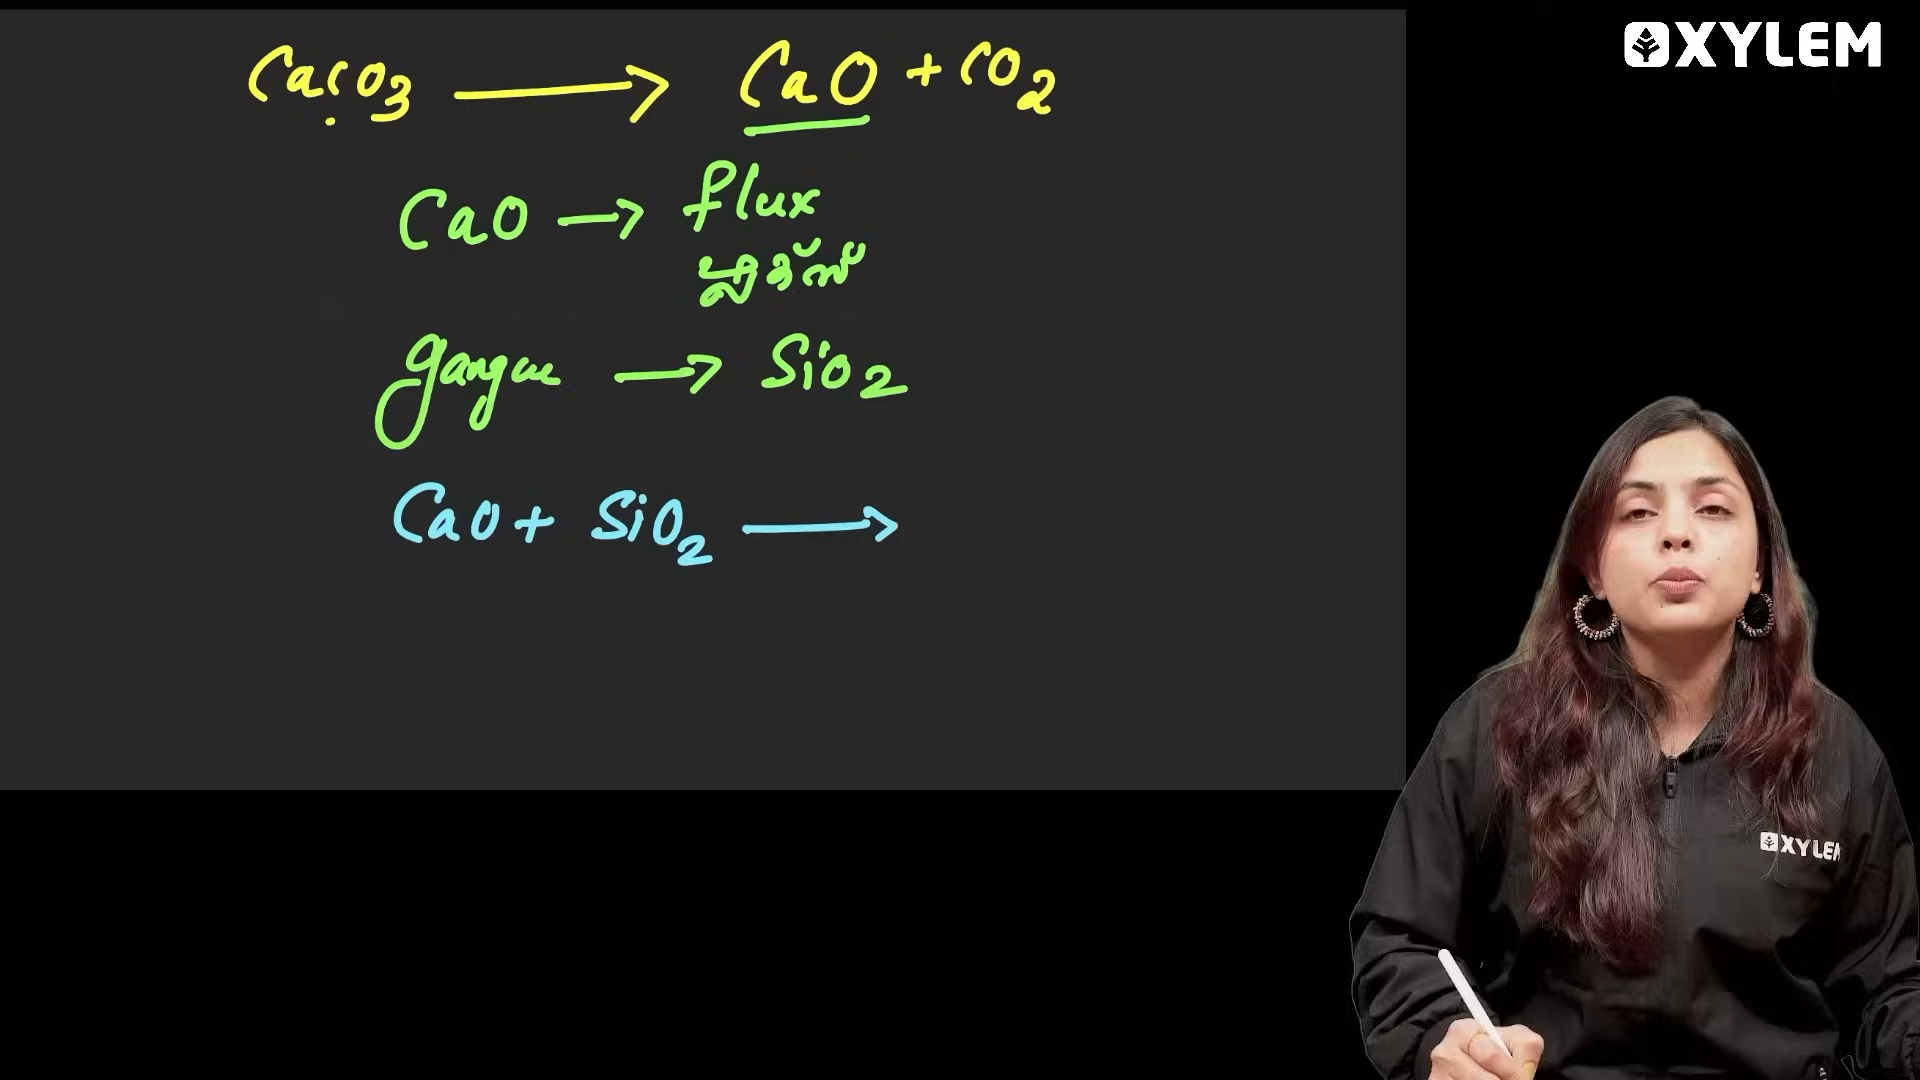 XYLEM
CaCO3 ⟶ CaO + CO2
CaO → flux
ഫ്ലക്സ്
gangue → SiO2
CaO + SiO2 ⟶
XYLEM